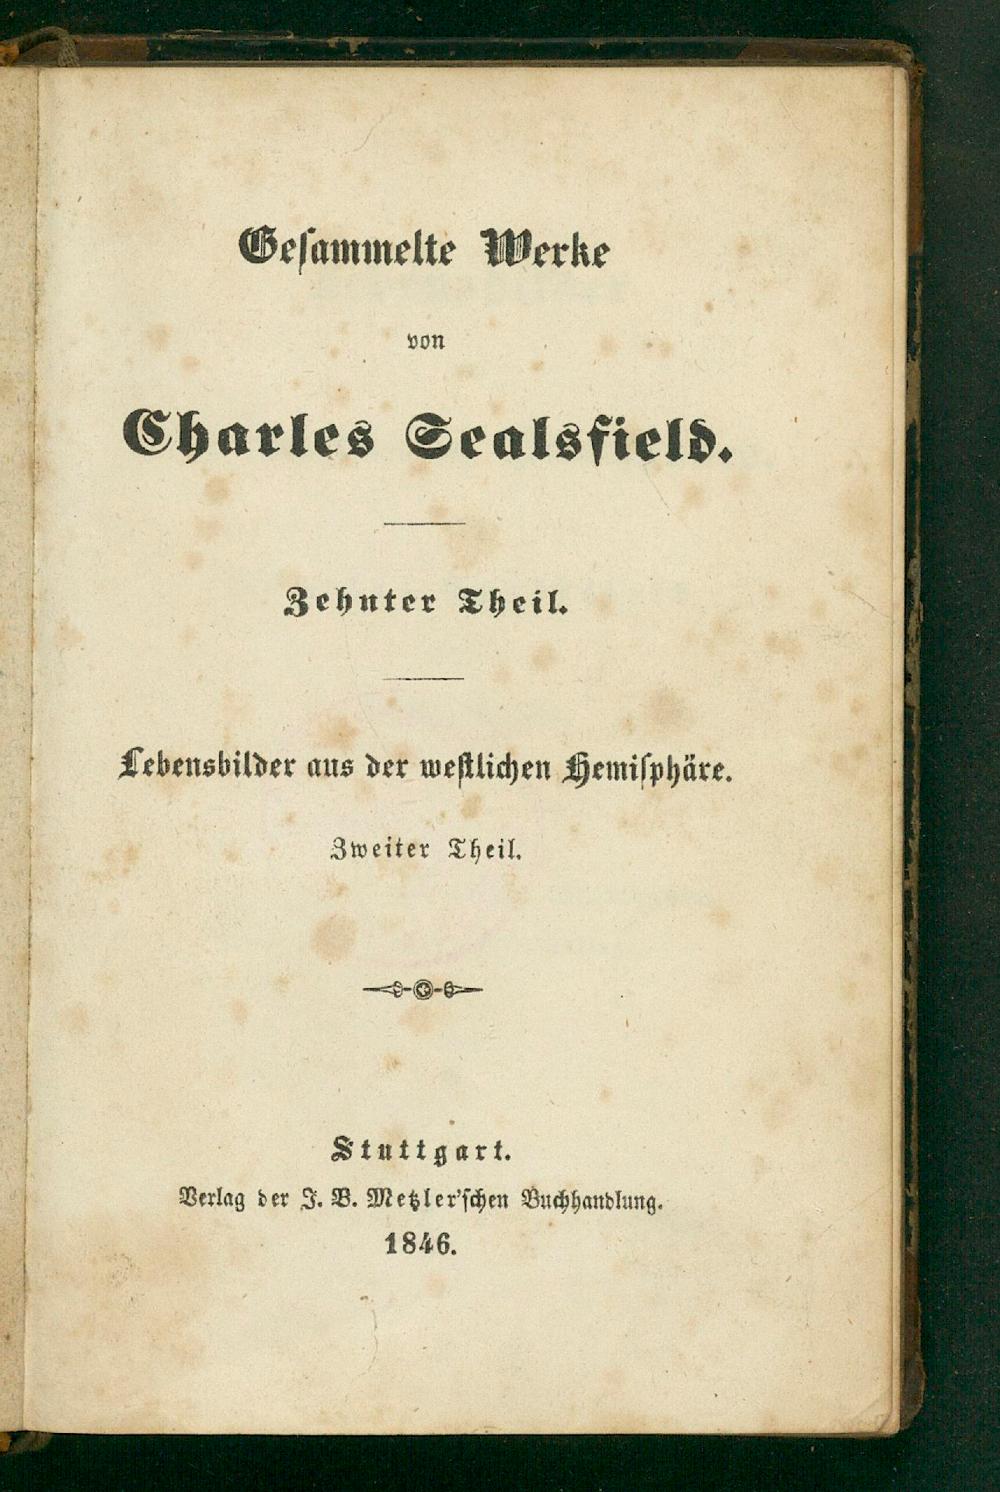 Geſammelte Werke
von
Charles Sealsfield.
Zehnter Theil.
Lebensbilder aus der weſtlichen Hemiſphäre.
Zweiter Theil.
Stuttgart.
Verlag der J. B. Metzler'ſchen Buchhandlung.
1846.